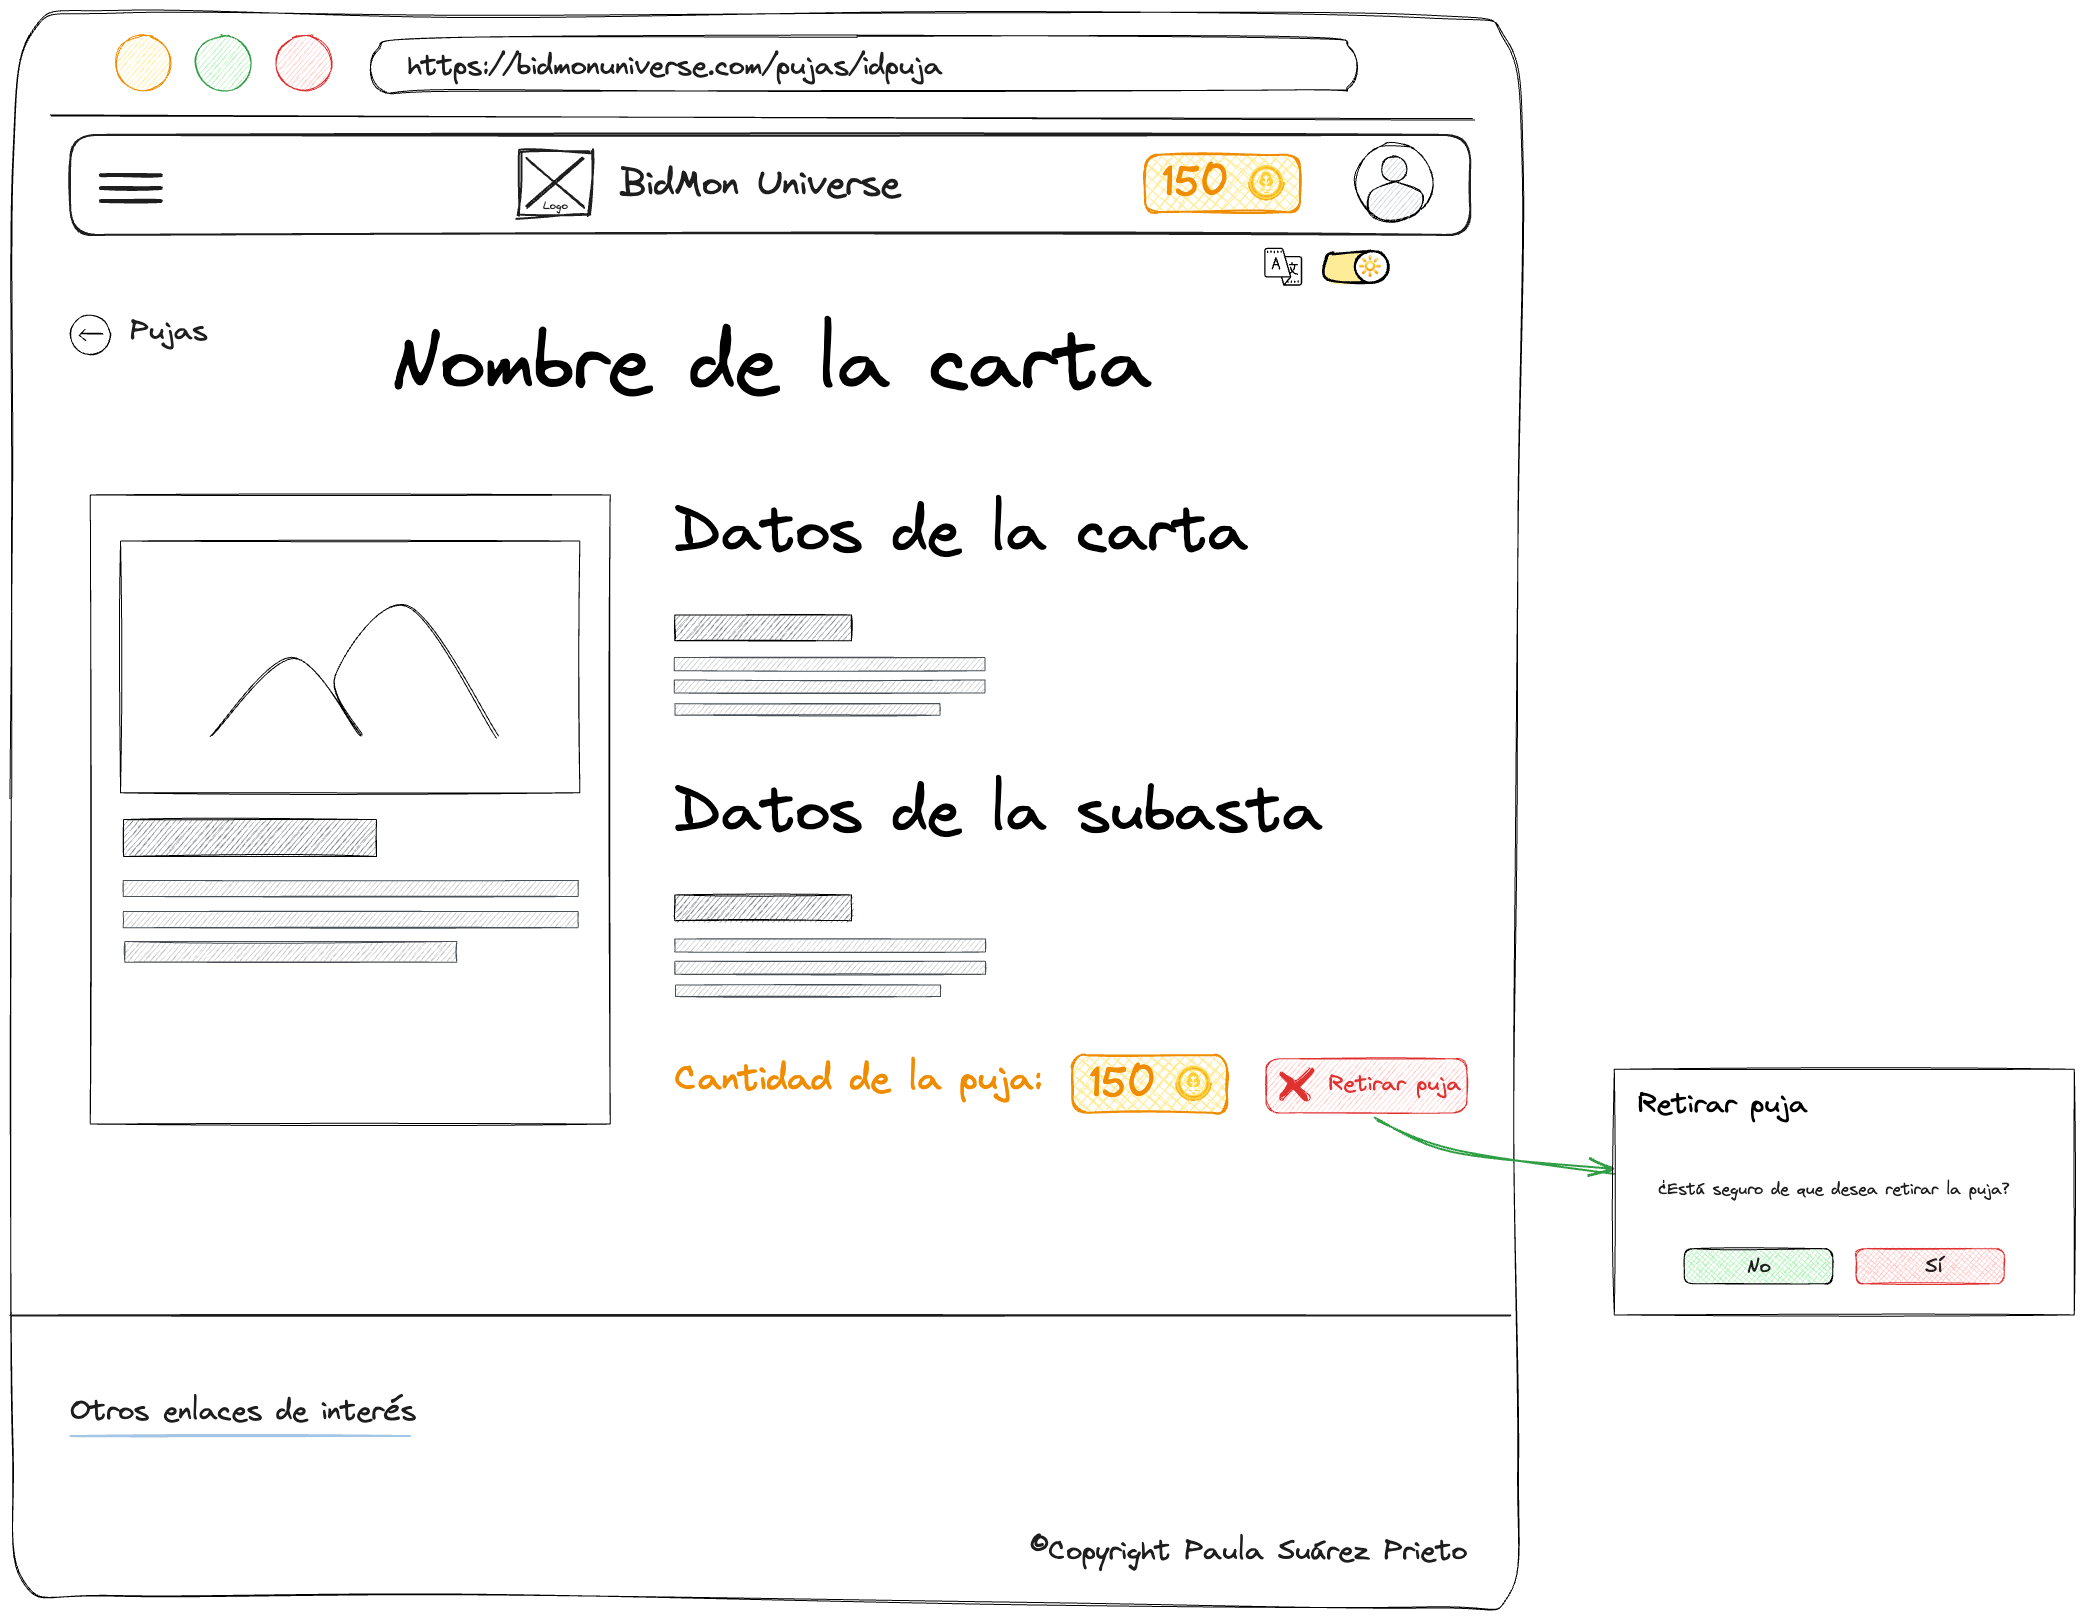 https://bidmonuniverse.com/pujas/idpuja
Logo
BidMon Universe
150
A 文
Pujas
Nombre de la carta
Datos de la carta
Datos de la subasta
Cantidad de la puja:
150
Retirar puja
Retirar puja
¿Está seguro de que desea retirar la puja?
No
Sí
Otros enlaces de interés
©Copyright Paula Suárez Prieto